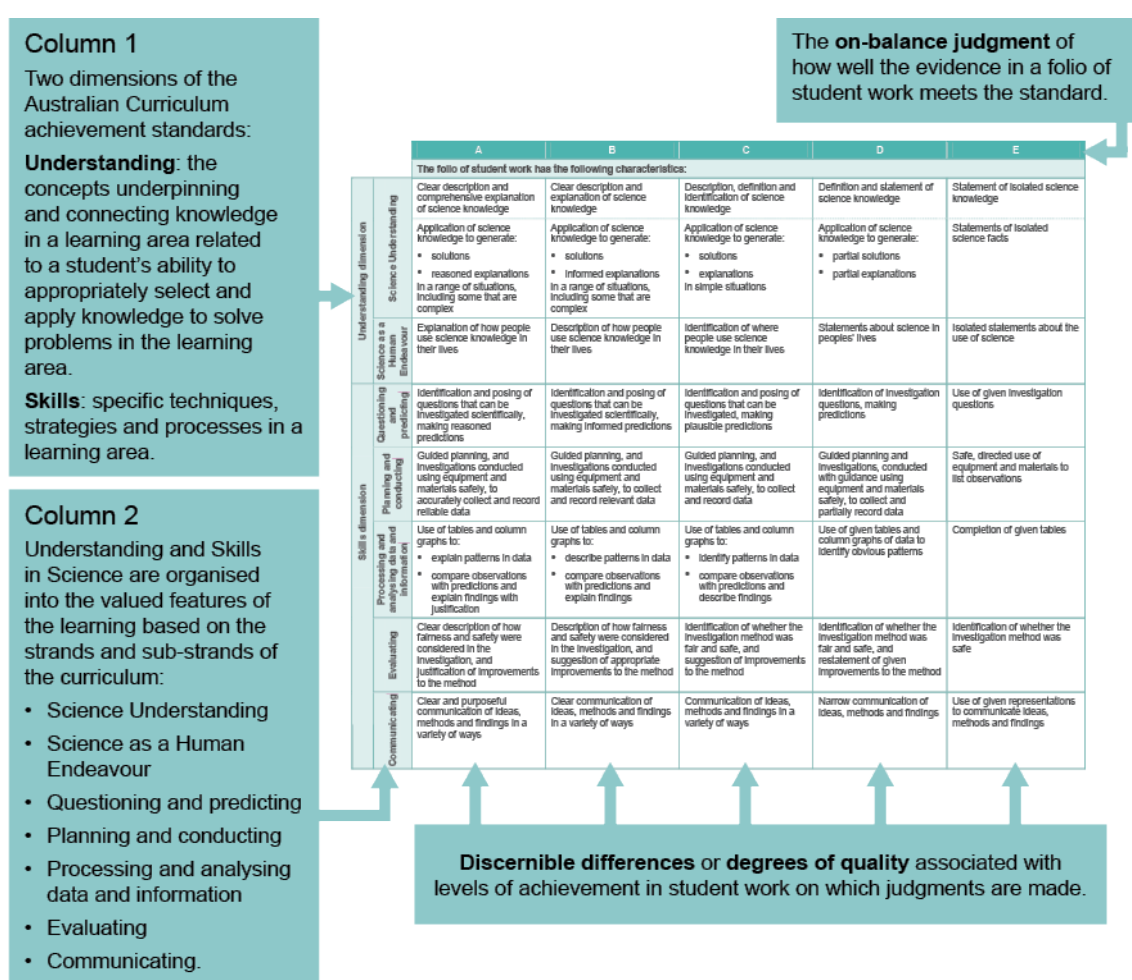 Column 1
Two dimensions of the
Australian Curriculum
achievement standards:
Understanding: the
concepts underpinning
and connecting knowledge
in a learning area related
to a student's ability to
appropriately select and
apply knowledge to solve
problems in the learning
area.
Skills: specific techniques,
strategies and processes in a
learning area.
Column 2
Understanding and Skills
in Science are organised
into the valued features of
the learning based on the
strands and sub-strands of
the curriculum:
• Science Understanding
• Science as a Human
Endeavour
• Questioning and predicting
• Planning and conducting
• Processing and analysing
data and information
• Evaluating
• Communicating.
The on-balance judgment of
how well the evidence in a folio of
student work meets the standard.
A
B
C
D
E
The folio of student work has the following characteristics:
Understanding dimension
Science Understanding
Clear description and
comprehensive explanation
of science knowledge
Clear description and
explanation of science
knowledge
Description, definition and
identification of science
knowledge
Definition and statement of
science knowledge
Statement of isolated science
knowledge
Application of science
knowledge to generate:
• solutions
• reasoned explanations
in a range of situations,
including some that are
complex
Application of science
knowledge to generate:
• solutions
• informed explanations
in a range of situations,
including some that are
complex
Application of science
knowledge to generate:
• solutions
• explanations
in simple situations
Application of science
knowledge to generate:
• partial solutions
• partial explanations
Statements of isolated
science facts
Science as a
Human
Endeavour
Explanation of how people
use science knowledge in
their lives
Description of how people
use science knowledge in
their lives
Identification of where
people use science
knowledge in their lives
Statements about science in
peoples' lives
Isolated statements about the
use of science
Skills dimension
Questioning
and
predicting
Identification and posing of
questions that can be
investigated scientifically,
making reasoned
predictions
Identification and posing of
questions that can be
investigated scientifically,
making informed predictions
Identification and posing of
questions that can be
investigated, making
plausible predictions
Identification of investigation
questions, making
predictions
Use of given investigation
questions
Planning and
conducting
Guided planning, and
investigations conducted
using equipment and
materials safely, to
accurately collect and record
reliable data
Guided planning, and
investigations conducted
using equipment and
materials safely, to collect
and record relevant data
Guided planning, and
investigations conducted
using equipment and
materials safely, to collect
and record data
Guided planning and
investigations, conducted
with guidance using
equipment and materials
safely, to collect and
partially record data
Safe, directed use of
equipment and materials to
list observations
Processing and
analysing data and
information
Use of tables and column
graphs to:
• explain patterns in data
• compare observations
with predictions and
explain findings with
justification
Use of tables and column
graphs to:
• describe patterns in data
• compare observations
with predictions and
explain findings
Use of tables and column
graphs to:
• identify patterns in data
• compare observations
with predictions and
describe findings
Use of given tables and
column graphs of data to
identify obvious patterns
Completion of given tables
Evaluating
Clear description of how
fairness and safety were
considered in the
investigation, and
justification of improvements
to the method
Description of how fairness
and safety were considered
in the investigation, and
suggestion of appropriate
improvements to the method
Identification of whether the
investigation method was
fair and safe, and
suggestion of improvements
to the method
Identification of whether the
investigation method was
fair and safe, and
restatement of given
improvements to the method
Identification of whether the
investigation method was
safe
Communicating
Clear and purposeful
communication of ideas,
methods and findings in a
variety of ways
Clear communication of
ideas, methods and findings
in a variety of ways
Communication of ideas,
methods and findings in a
variety of ways
Narrow communication of
ideas, methods and findings
Use of given representations
to communicate ideas,
methods and findings
Discernible differences or degrees of quality associated with
levels of achievement in student work on which judgments are made.